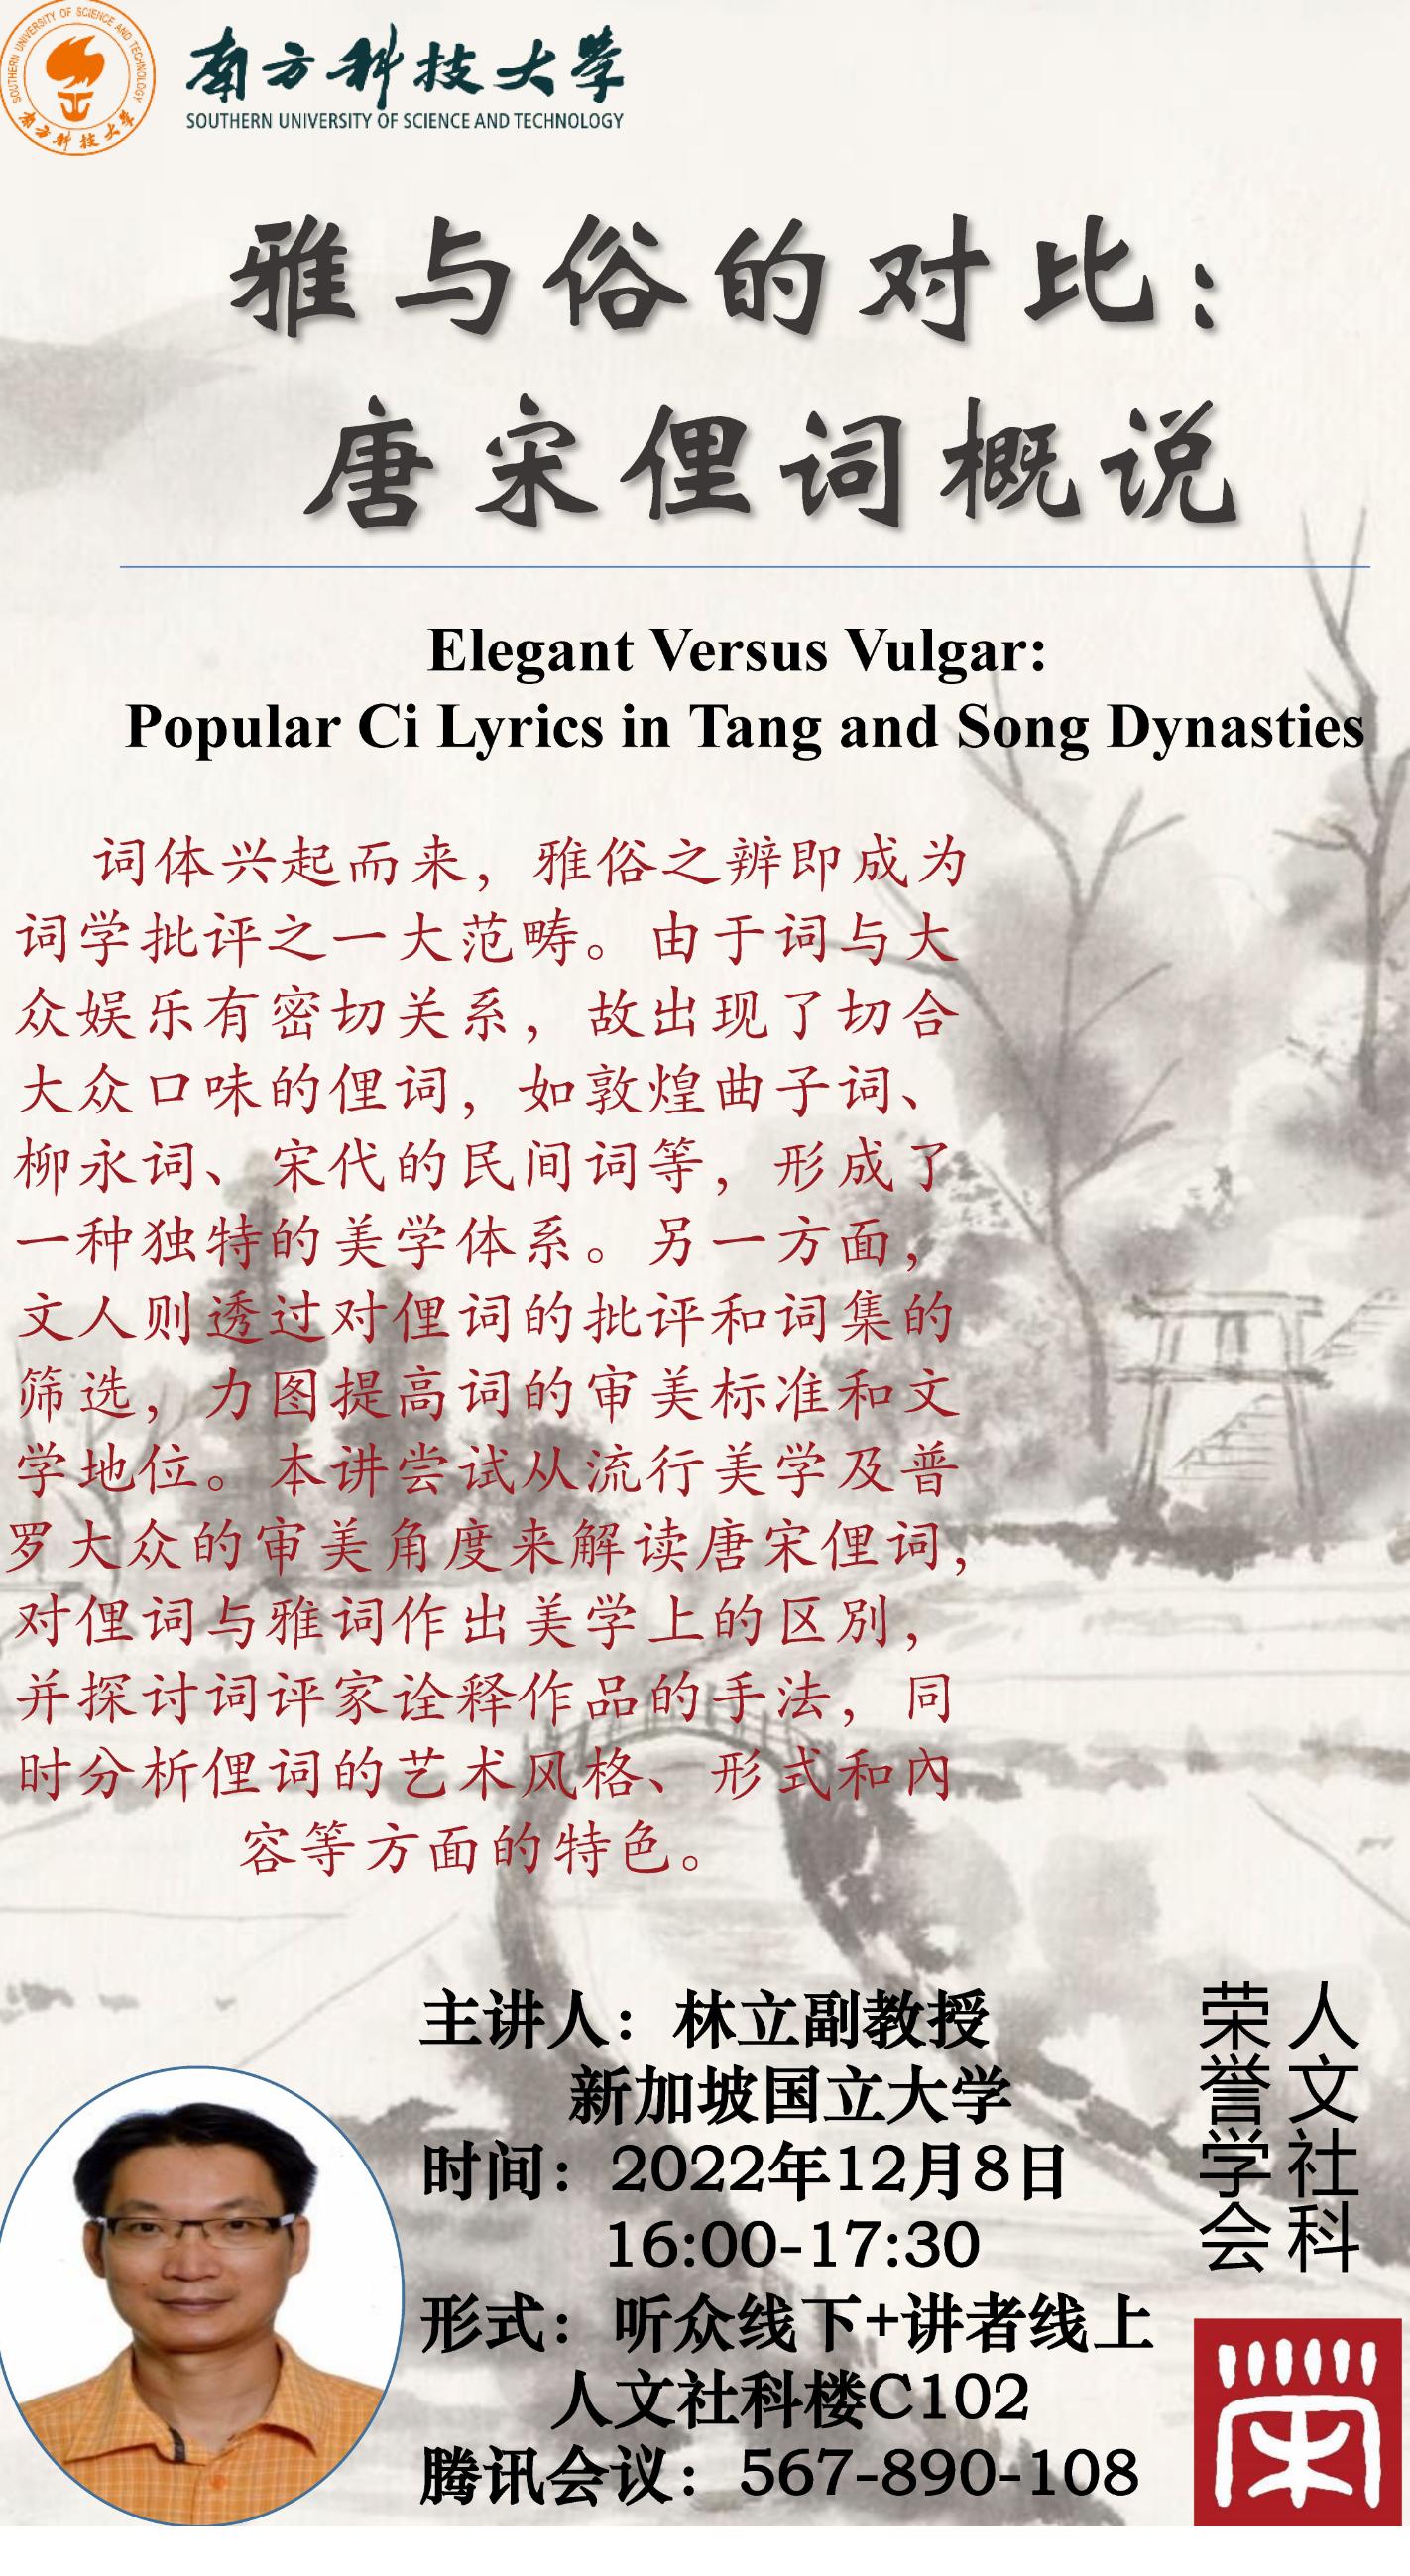 SOUTHERN UNIVERSITY OF SCIENCE AND TECHNOLOGY
南方科技大学
南方科技大学
SOUTHERN UNIVERSITY OF SCIENCE AND TECHNOLOGY
雅与俗的对比：
唐宋俚词概说
Elegant Versus Vulgar:
Popular Ci Lyrics in Tang and Song Dynasties
词体兴起而来，雅俗之辨即成为
词学批评之一大范畴。由于词与大
众娱乐有密切关系，故出现了切合
大众口味的俚词，如敦煌曲子词、
柳永词、宋代的民间词等，形成了
一种独特的美学体系。另一方面，
文人则透过对俚词的批评和词集的
筛选，力图提高词的审美标准和文
学地位。本讲尝试从流行美学及普
罗大众的审美角度来解读唐宋俚词，
对俚词与雅词作出美学上的区別，
并探讨词评家诠释作品的手法，同
时分析俚词的艺术风格、形式和內
容等方面的特色。
主讲人：林立副教授
新加坡国立大学
时间：2022年12月8日
16:00-17:30
形式：听众线下+讲者线上
人文社科楼C102
腾讯会议：567-890-108
人文社科
荣誉学会